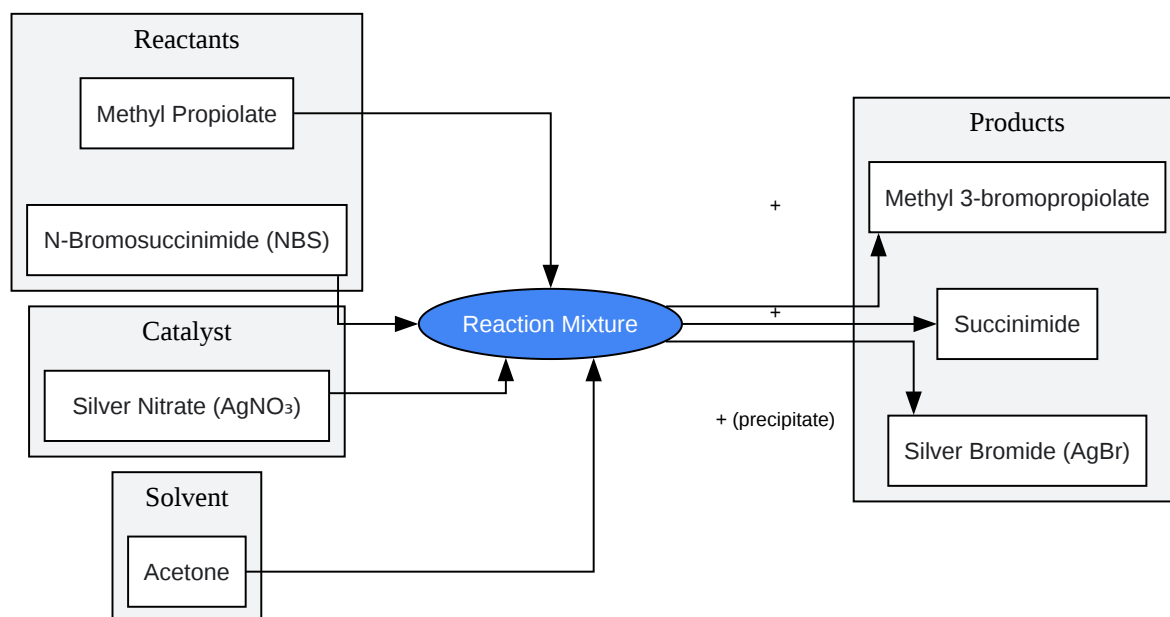 Reactants
Methyl Propiolate
N-Bromosuccinimide (NBS)
Catalyst
Silver Nitrate (AgNO₃)
Solvent
Acetone
Reaction Mixture
+
+
+ (precipitate)
Products
Methyl 3-bromopropiolate
Succinimide
Silver Bromide (AgBr)